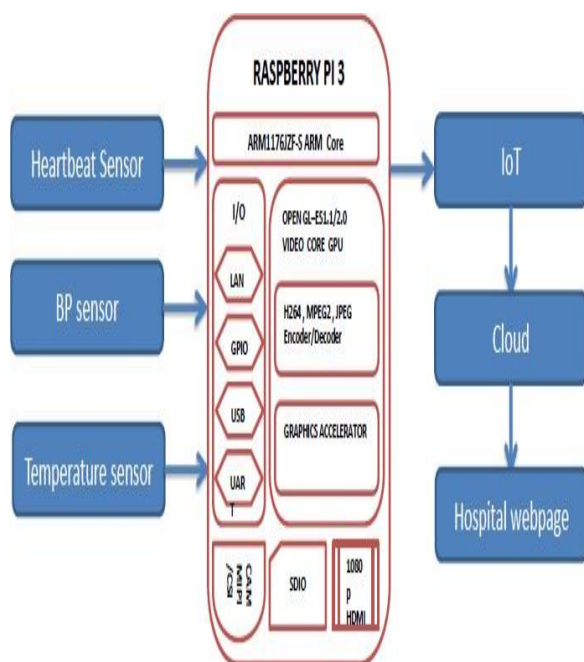 RASPBERRY PI 3
ARM1176JZF-S ARM Core
Heartbeat Sensor
BP sensor
Temperature sensor
I/O
LAN
GPIO
USB
UAR
T
OPEN GL-ES1.1/2.0
VIDEO CORE GPU
H264, MPEG2, JPEG
Encoder/Decoder
GRAPHICS ACCELERATOR
CAM
MIPI
/CSI
SDIO
1080
p
HDMI
IoT
Cloud
Hospital webpage